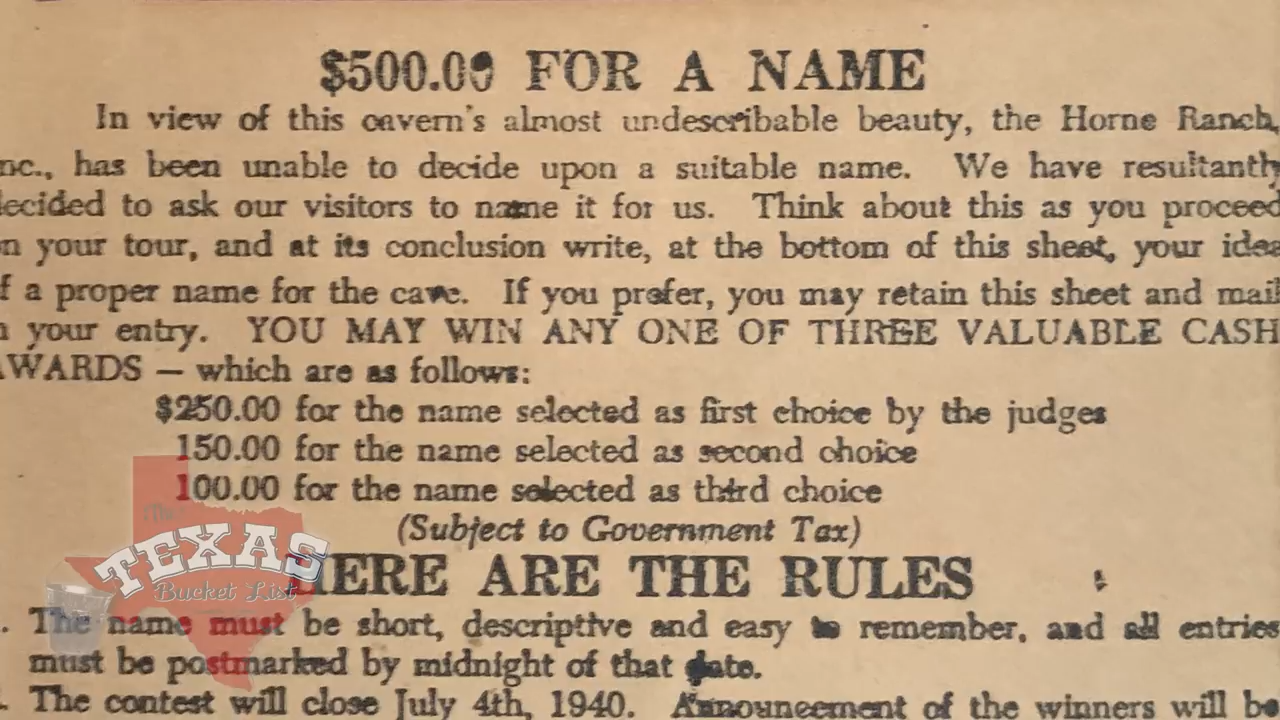 $500.00 FOR A NAME
In view of this cavern's almost undescribable beauty, the Horne Ranch,
nc., has been unable to decide upon a suitable name. We have resultantly
ecided to ask our visitors to name it for us. Think about this as you proceed
n your tour, and at its conclusion write, at the bottom of this sheet, your idea
f a proper name for the cave. If you prefer, you may retain this sheet and mail
n your entry. YOU MAY WIN ANY ONE OF THREE VALUABLE CASH
AWARDS — which are as follows:
$250.00 for the name selected as first choice by the judges
150.00 for the name selected as second choice
100.00 for the name selected as third choice
(Subject to Government Tax)
HERE ARE THE RULES
. The name must be short, descriptive and easy to remember, and all entries
must be postmarked by midnight of that date.
. The contest will close July 4th, 1940. Announcement of the winners will be
The
TEXAS
Bucket List